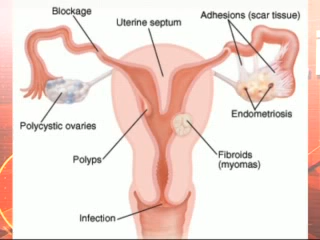 Blockage
Uterine septum
Adhesions (scar tissue)
Polycystic ovaries
Endometriosis
Polyps
Fibroids
(myomas)
Infection